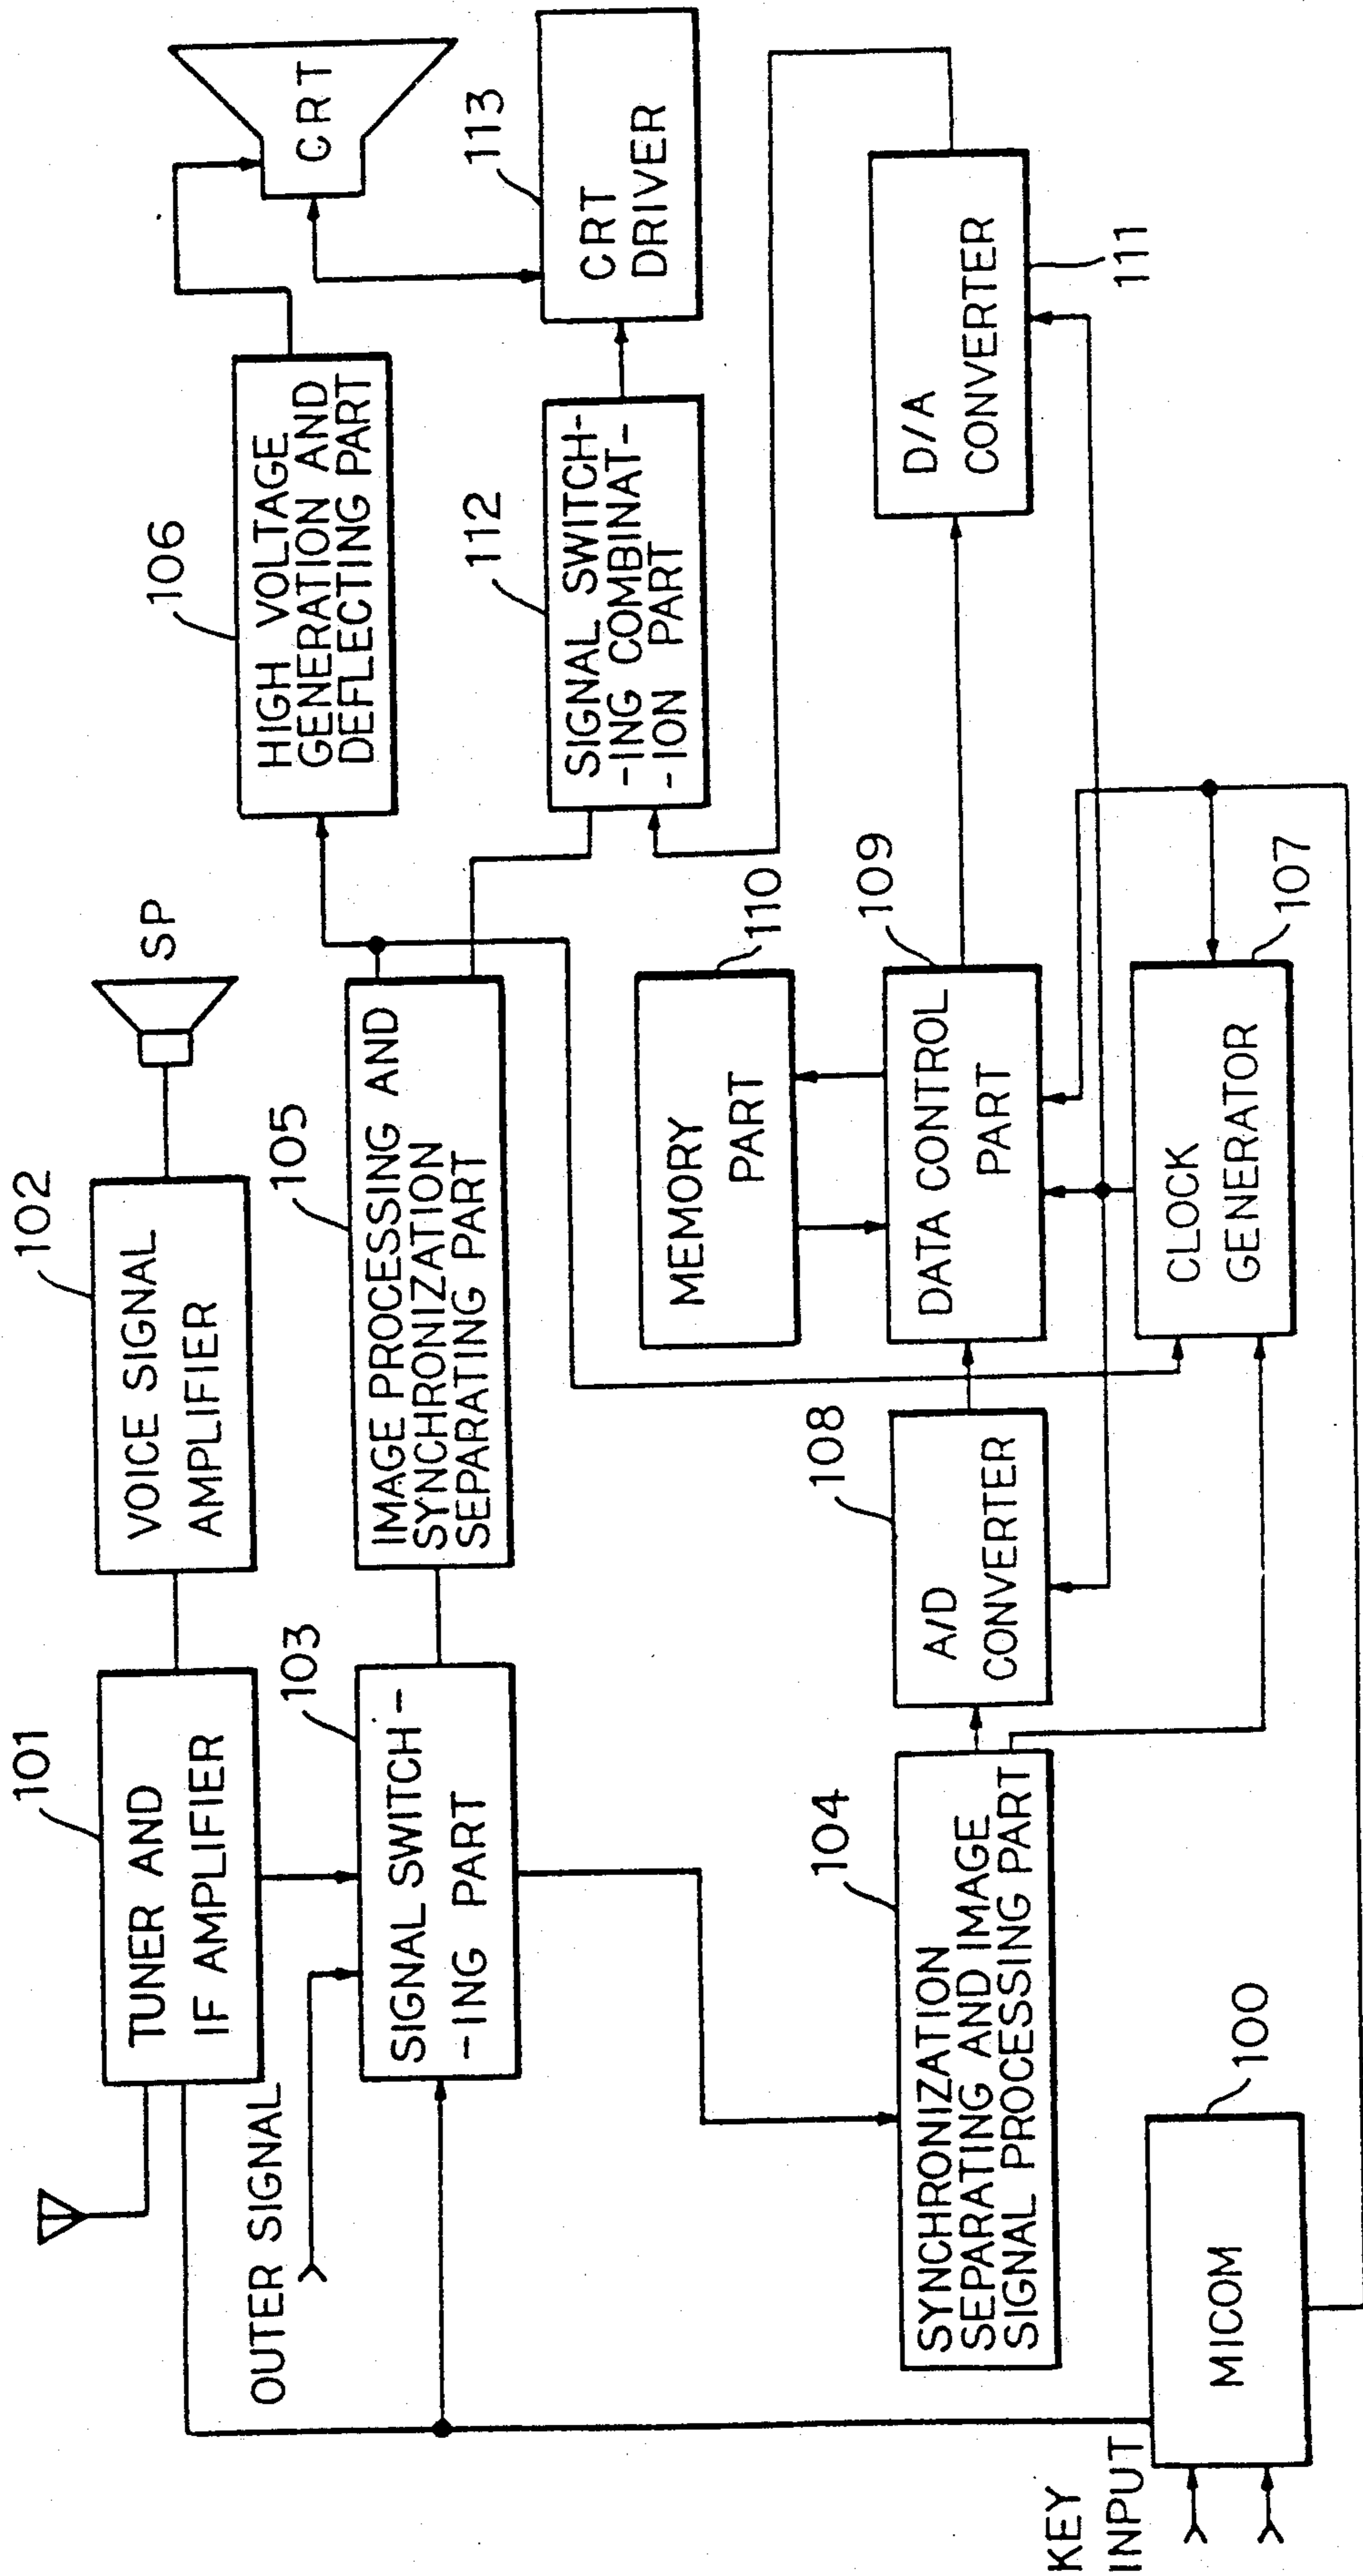 101
TUNER AND
IF AMPLIFIER
102
VOICE SIGNAL
AMPLIFIER
SP
OUTER SIGNAL
103
SIGNAL SWITCH-
-ING PART
105
IMAGE PROCESSING AND
SYNCHRONIZATION
SEPARATING PART
106
HIGH VOLTAGE
GENERATION AND
DEFLECTING PART
CRT
112
SIGNAL SWITCH-
-ING COMBINAT-
-ION PART
113
CRT
DRIVER
110
MEMORY
PART
104
SYNCHRONIZATION
SEPARATING AND IMAGE
SIGNAL PROCESSING PART
108
A/D
CONVERTER
109
DATA CONTROL
PART
D/A
CONVERTER
111
KEY
INPUT
MICOM
100
CLOCK
GENERATOR
107